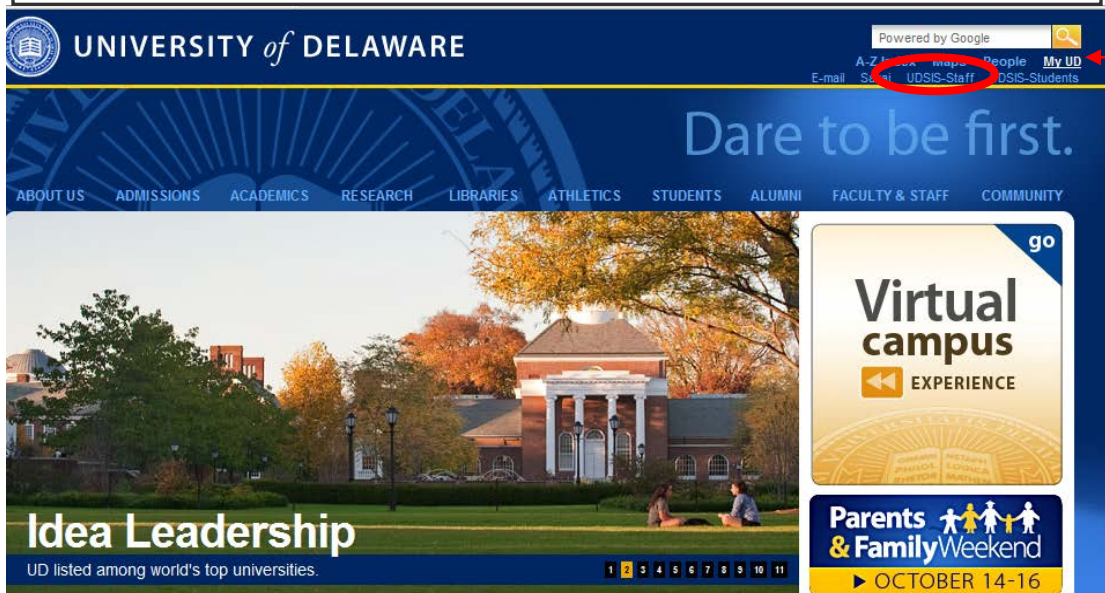 UNIVERSITY of DELAWARE
Powered by Google
A-Z Index Maps People My UD
E-mail Sakai UDSIS-Staff UDSIS-Students
Dare to be first.
ABOUT US ADMISSIONS ACADEMICS RESEARCH LIBRARIES ATHLETICS STUDENTS ALUMNI FACULTY & STAFF COMMUNITY
go
Virtual
campus
EXPERIENCE
Idea Leadership
UD listed among world's top universities.
1 2 3 4 5 6 7 8 9 10 11
Parents
& Family Weekend
OCTOBER 14-16